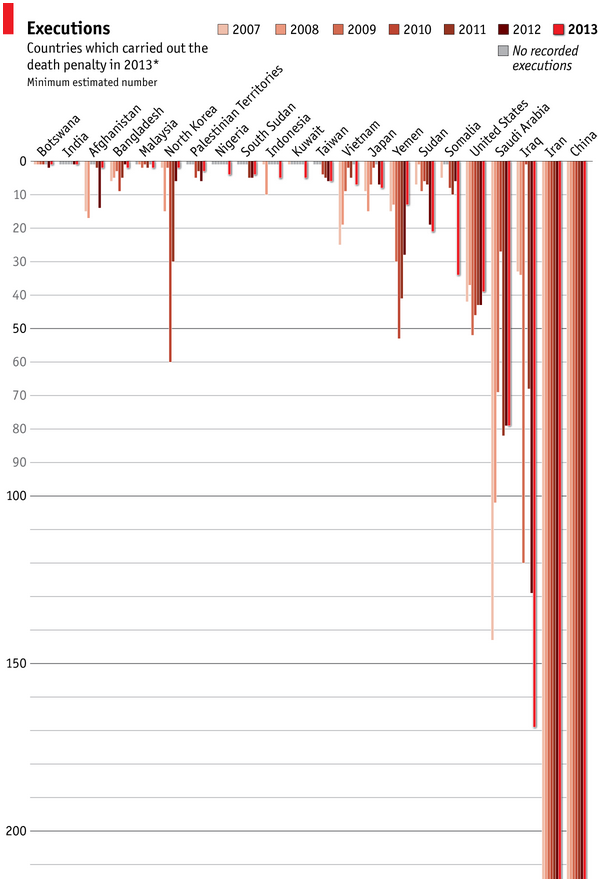 Executions
Countries which carried out the
death penalty in 2013*
Minimum estimated number
2007
2008
2009
2010
2011
2012
2013
No recorded
executions
Botswana
India
Afghanistan
Bangladesh
Malaysia
North Korea
Palestinian Territories
Nigeria
South Sudan
Indonesia
Kuwait
Taiwan
Vietnam
Japan
Yemen
Sudan
Somalia
United States
Saudi Arabia
Iraq
Iran
China
0
10
20
30
40
50
60
70
80
90
100
150
200